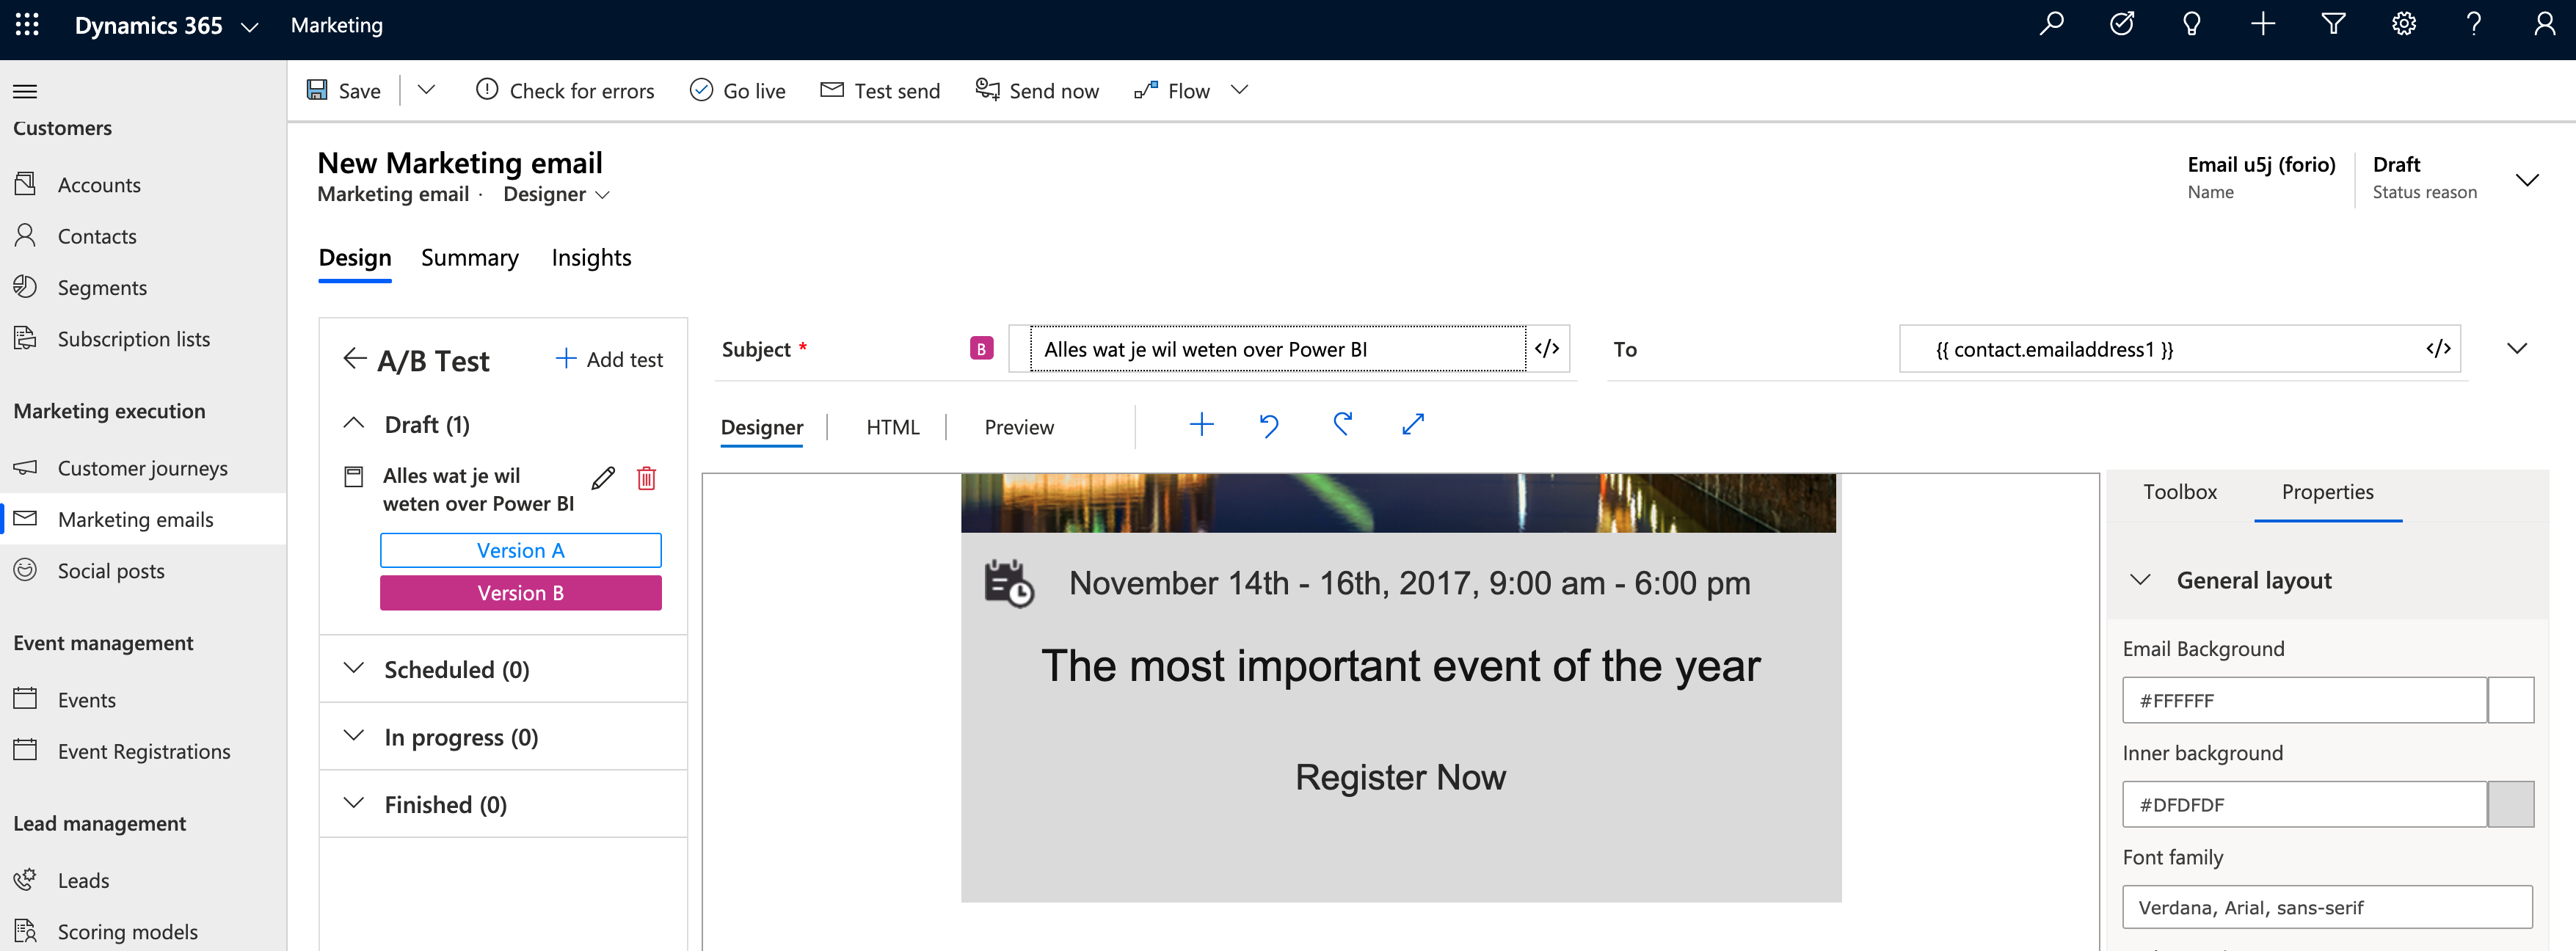 Dynamics 365 Marketing
Save Check for errors Go live Test send Send now Flow
Customers
Accounts
Contacts
Segments
Subscription lists
Marketing execution
Customer journeys
Marketing emails
Social posts
Event management
Events
Event Registrations
Lead management
Leads
Scoring models
New Marketing email
Marketing email · Designer
Email u5j (forio)
Name
Draft
Status reason
Design Summary Insights
A/B Test + Add test
Draft (1)
Alles wat je wil
weten over Power BI
Version A
Version B
Scheduled (0)
In progress (0)
Finished (0)
Subject * B Alles wat je wil weten over Power BI </>
To {{ contact.emailaddress1 }} </>
Designer | HTML | Preview
November 14th - 16th, 2017, 9:00 am - 6:00 pm
The most important event of the year
Register Now
Toolbox Properties
General layout
Email Background
#FFFFFF
Inner background
#DFDFDF
Font family
Verdana, Arial, sans-serif